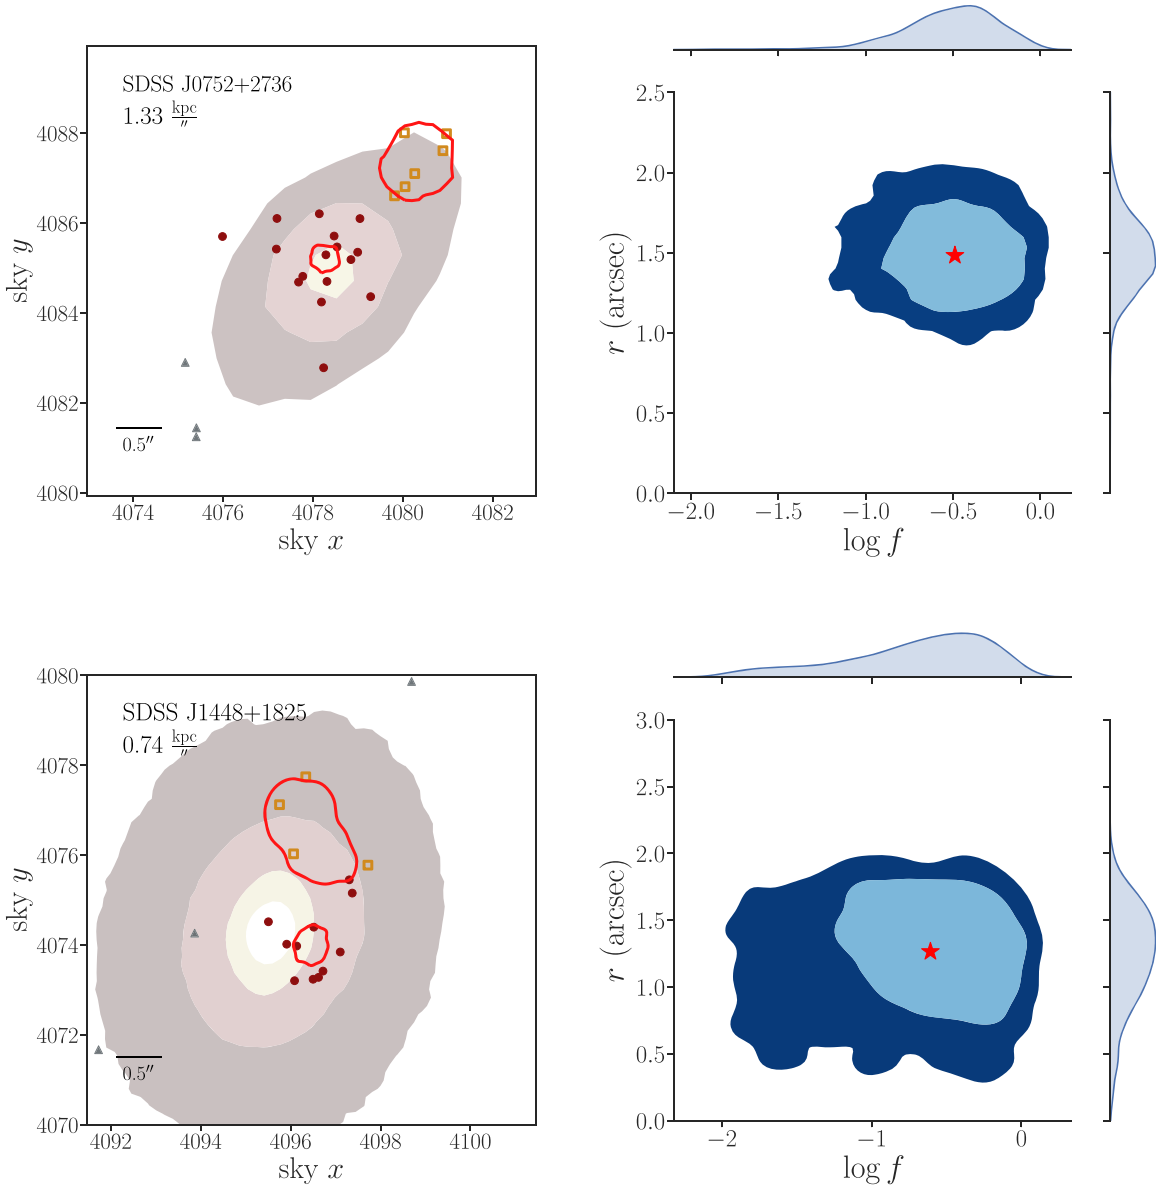 SDSS J0752+2736
1.33 kpc/″
4088
4086
4084
4082
4080
sky y
0.5″
4074 4076 4078 4080 4082
sky x
2.5
2.0
1.5
1.0
0.5
0.0
r (arcsec)
−2.0 −1.5 −1.0 −0.5 0.0
log f
SDSS J1448+1825
0.74 kpc/″
4080
4078
4076
4074
4072
4070
sky y
0.5″
4092 4094 4096 4098 4100
sky x
3.0
2.5
2.0
1.5
1.0
0.5
0.0
r (arcsec)
−2 −1 0
log f